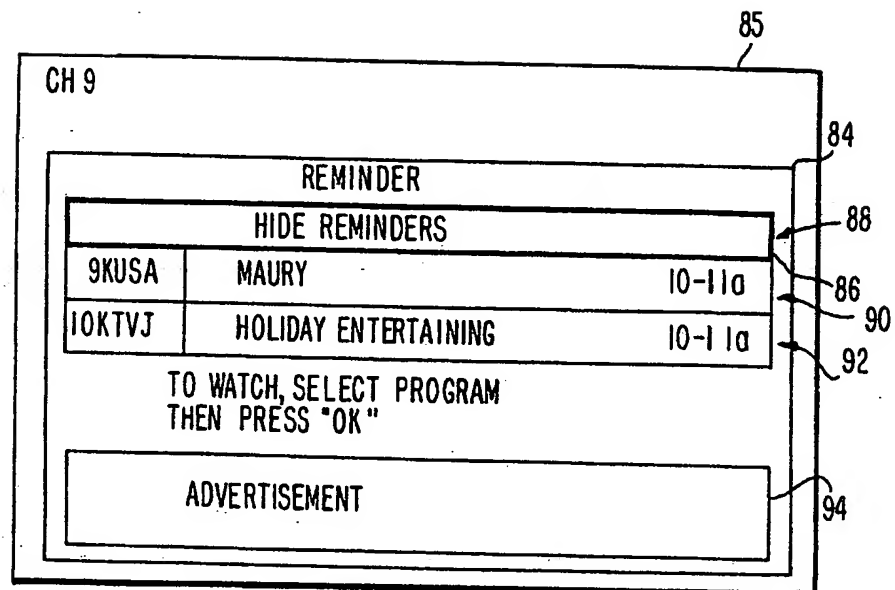 85
CH 9
84
REMINDER
HIDE REMINDERS
88
9KUSA MAURY 10-11a
86
90
10KTVJ HOLIDAY ENTERTAINING 10-11a
92
TO WATCH, SELECT PROGRAM
THEN PRESS "OK"
ADVERTISEMENT
94